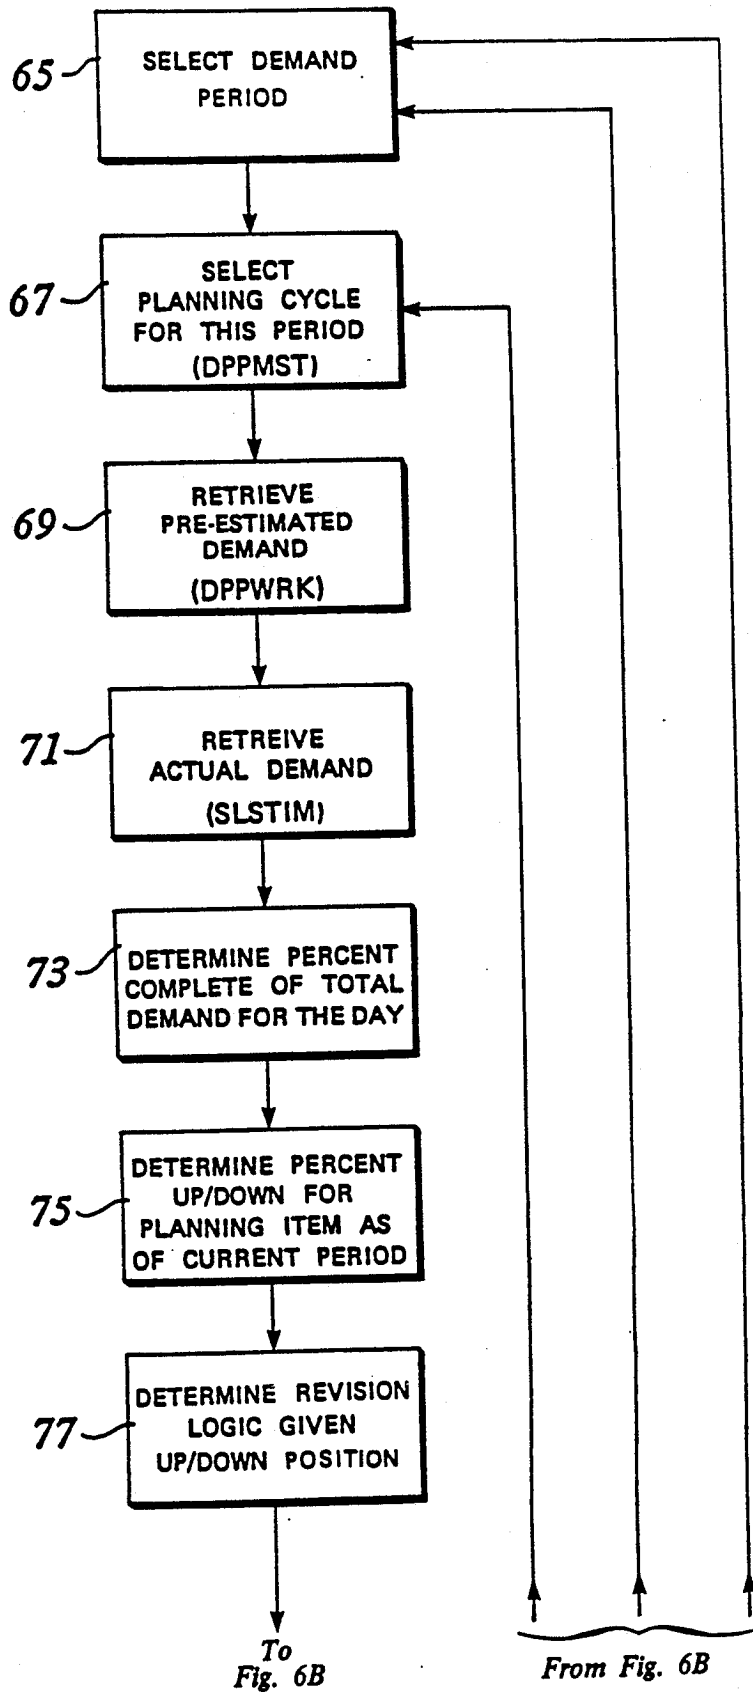 65
SELECT DEMAND
PERIOD
67
SELECT
PLANNING CYCLE
FOR THIS PERIOD
(DPPMST)
69
RETRIEVE
PRE-ESTIMATED
DEMAND
(DPPWRK)
71
RETREIVE
ACTUAL DEMAND
(SLSTIM)
73
DETERMINE PERCENT
COMPLETE OF TOTAL
DEMAND FOR THE DAY
75
DETERMINE PERCENT
UP/DOWN FOR
PLANNING ITEM AS
OF CURRENT PERIOD
77
DETERMINE REVISION
LOGIC GIVEN
UP/DOWN POSITION
To
Fig. 6B
From Fig. 6B